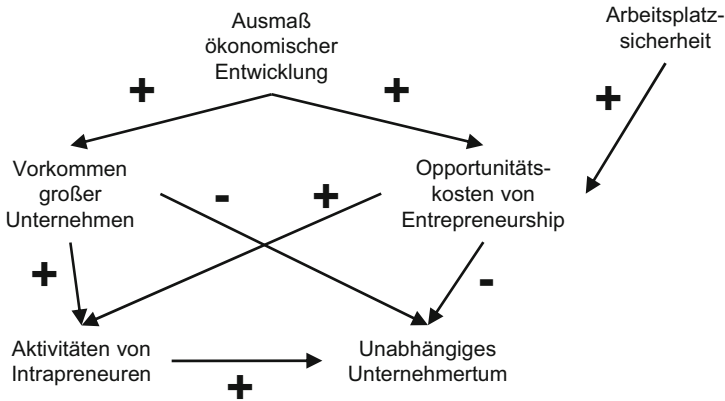 Ausmaß
ökonomischer
Entwicklung
Arbeitsplatz-
sicherheit
+
+
+
Vorkommen
großer
Unternehmen
-
+
Opportunitäts-
kosten von
Entrepreneurship
+
-
Aktivitäten von
Intrapreneuren
+
Unabhängiges
Unternehmertum